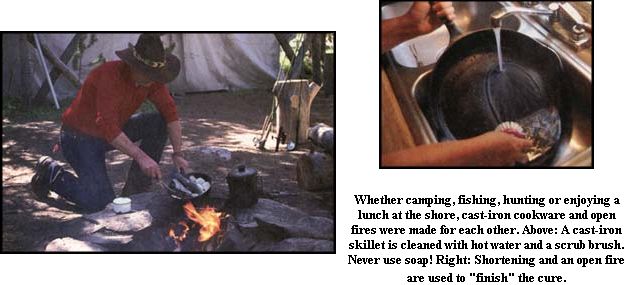 Whether camping, fishing, hunting or enjoying a
lunch at the shore, cast-iron cookware and open
fires were made for each other. Above: A cast-iron
skillet is cleaned with hot water and a scrub brush.
Never use soap! Right: Shortening and an open fire
are used to "finish" the cure.